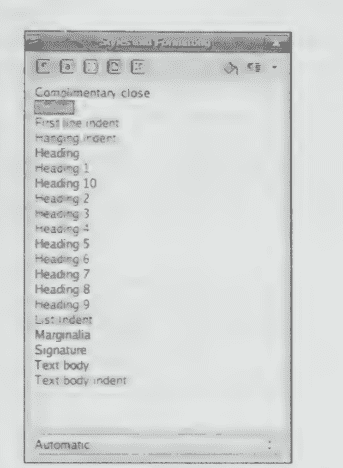 Styles and Formatting
Complimentary close
First line indent
Hanging indent
Heading
Heading 1
Heading 10
Heading 2
Heading 3
Heading 4
Heading 5
Heading 6
Heading 7
Heading 8
Heading 9
List indent
Marginalia
Signature
Text body
Text body indent
Automatic